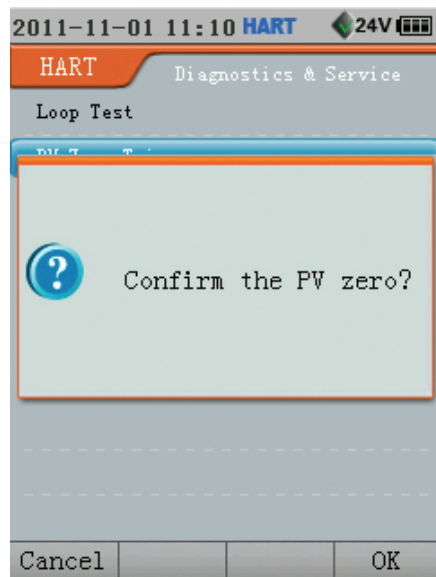 2011-11-01 11:10 HART 24V
HART Diagnostics & Service
Loop Test
?
Confirm the PV zero?
Cancel OK